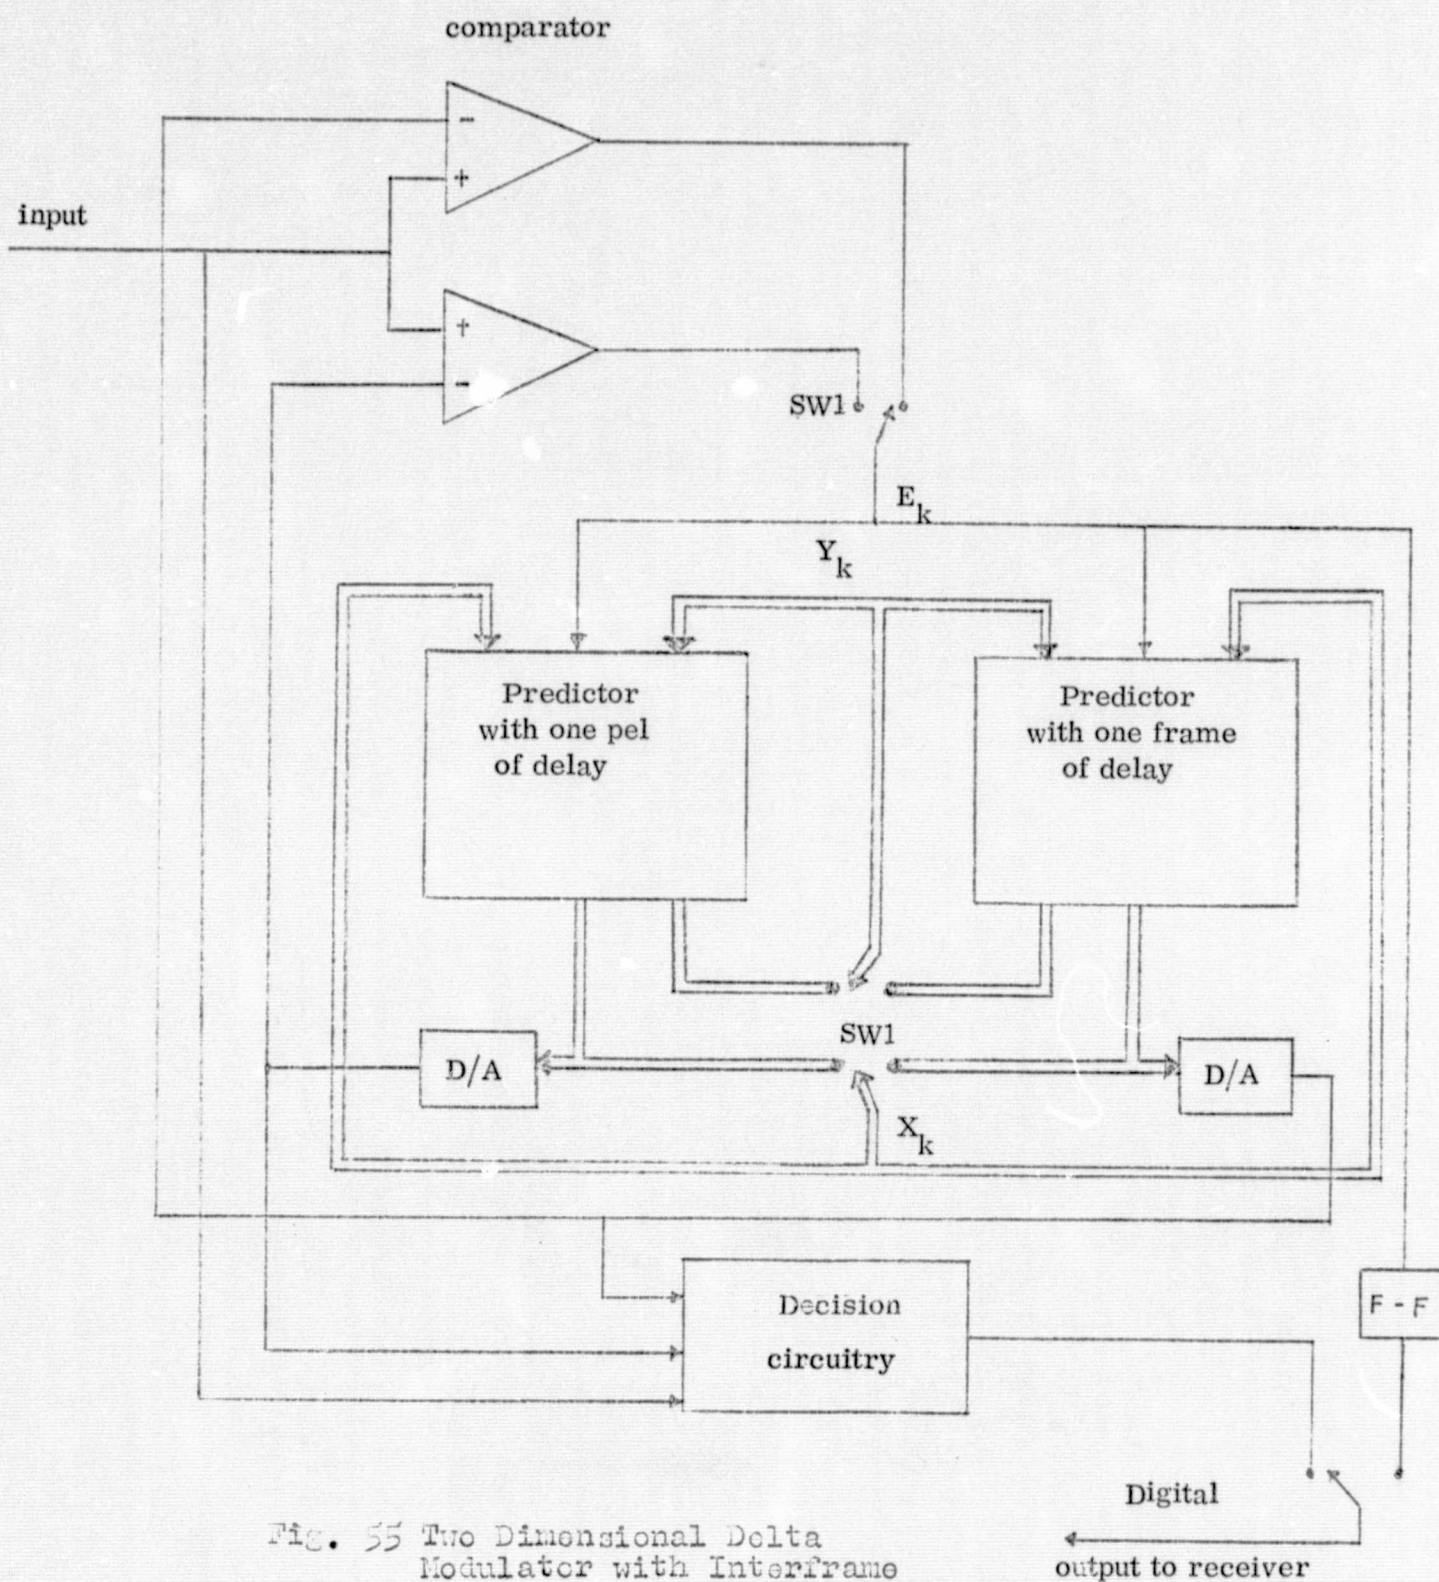 comparator
-
+
input
+
-
SW1
E
k
Y
k
Predictor
with one pel
of delay
Predictor
with one frame
of delay
SW1
D/A
D/A
X
k
Decision
circuitry
F - F
Digital
output to receiver
Fig. 55 Two Dimensional Delta
Modulator with Interframe